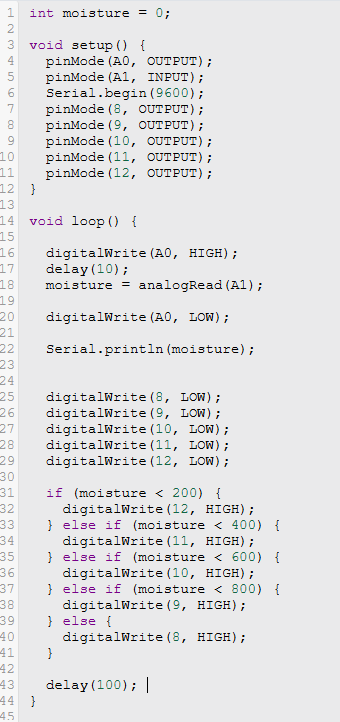 1 int moisture = 0;
2
3 void setup() {
4   pinMode(A0, OUTPUT);
5   pinMode(A1, INPUT);
6   Serial.begin(9600);
7   pinMode(8, OUTPUT);
8   pinMode(9, OUTPUT);
9   pinMode(10, OUTPUT);
10   pinMode(11, OUTPUT);
11   pinMode(12, OUTPUT);
12 }
13
14 void loop() {
15
16   digitalWrite(A0, HIGH);
17   delay(10);
18   moisture = analogRead(A1);
19
20   digitalWrite(A0, LOW);
21
22   Serial.println(moisture);
23
24
25   digitalWrite(8, LOW);
26   digitalWrite(9, LOW);
27   digitalWrite(10, LOW);
28   digitalWrite(11, LOW);
29   digitalWrite(12, LOW);
30
31   if (moisture < 200) {
32     digitalWrite(12, HIGH);
33   } else if (moisture < 400) {
34     digitalWrite(11, HIGH);
35   } else if (moisture < 600) {
36     digitalWrite(10, HIGH);
37   } else if (moisture < 800) {
38     digitalWrite(9, HIGH);
39   } else {
40     digitalWrite(8, HIGH);
41   }
42
43   delay(100);
44 }
45